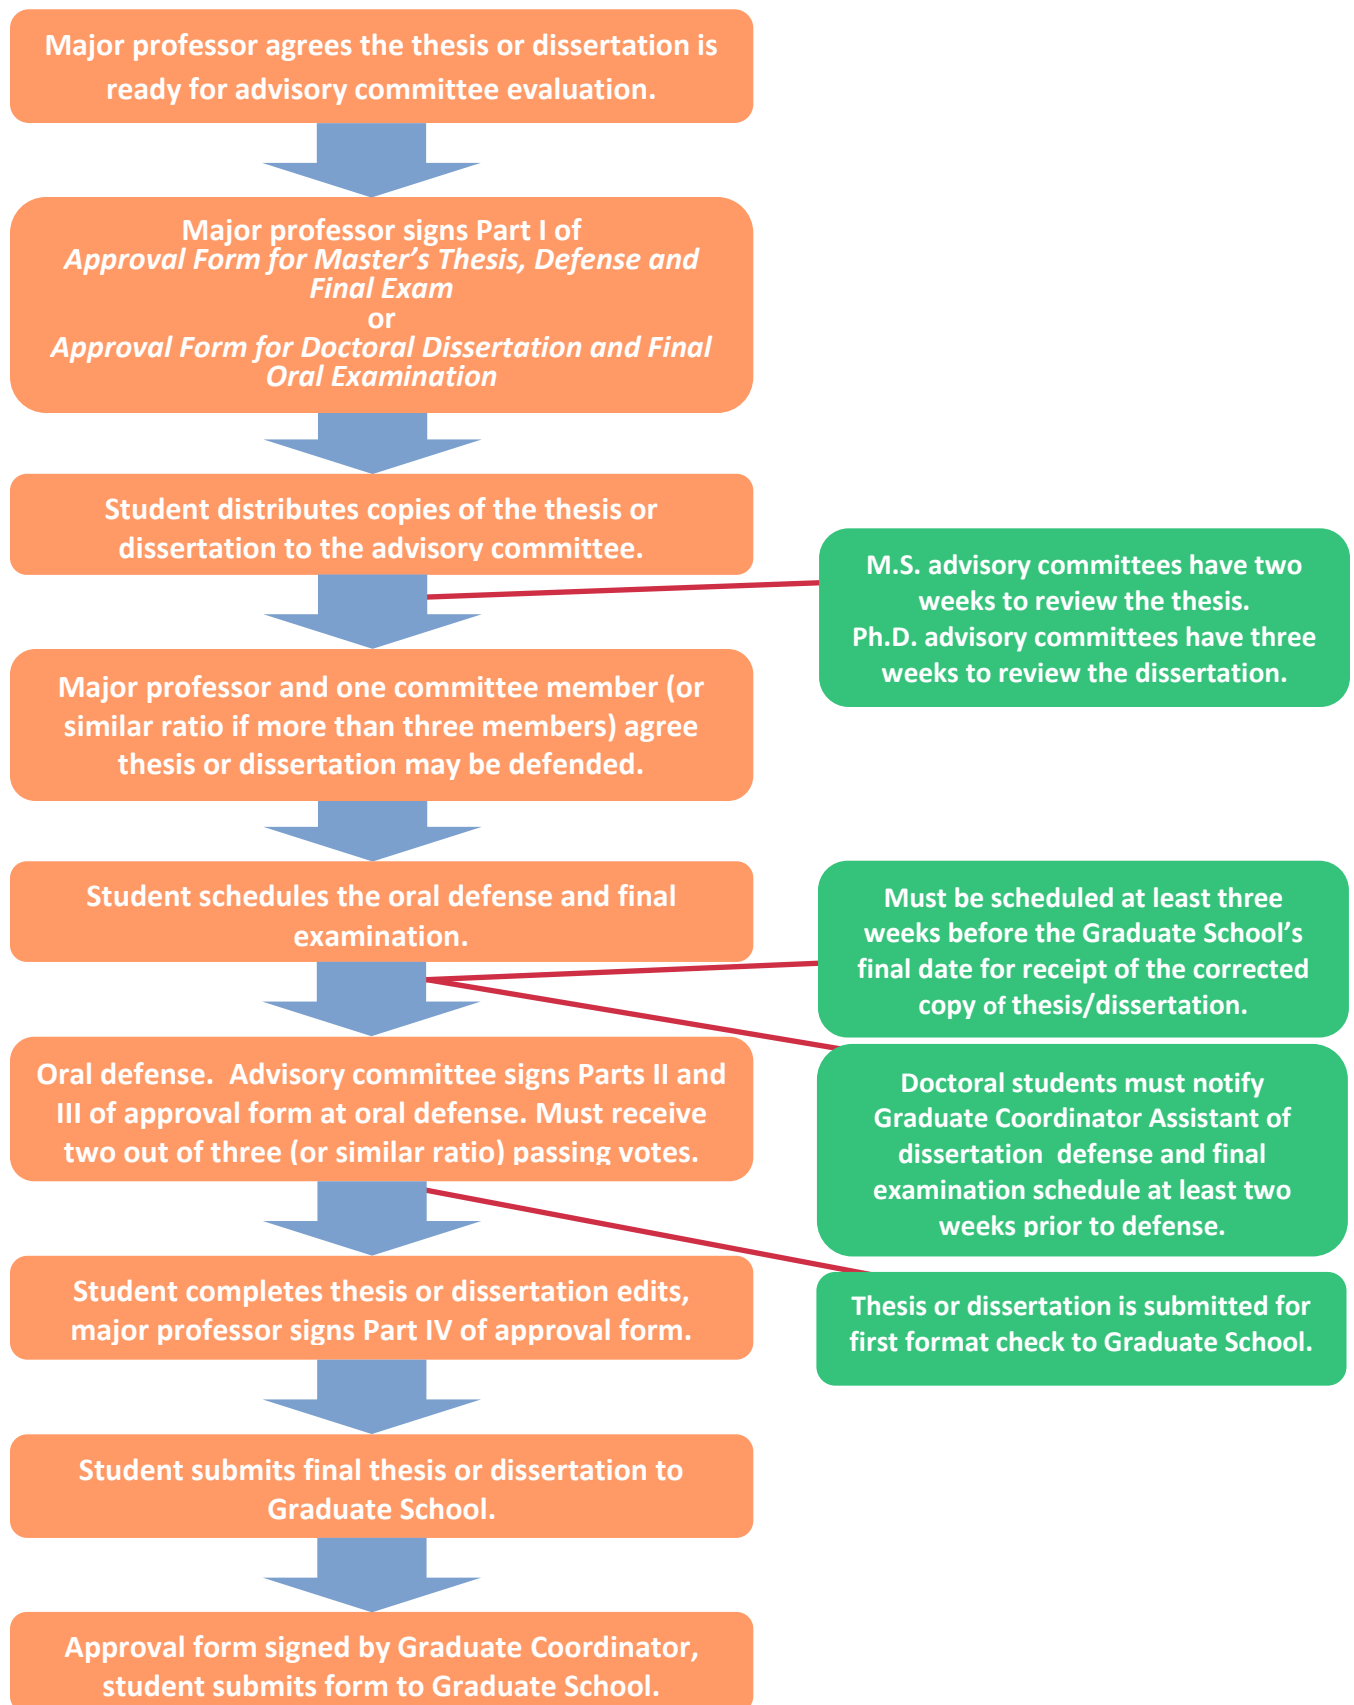 Major professor agrees the thesis or dissertation is
ready for advisory committee evaluation.
Major professor signs Part I of
Approval Form for Master’s Thesis, Defense and
Final Exam
or
Approval Form for Doctoral Dissertation and Final
Oral Examination
Student distributes copies of the thesis or
dissertation to the advisory committee.
M.S. advisory committees have two
weeks to review the thesis.
Ph.D. advisory committees have three
weeks to review the dissertation.
Major professor and one committee member (or
similar ratio if more than three members) agree
thesis or dissertation may be defended.
Student schedules the oral defense and final
examination.
Must be scheduled at least three
weeks before the Graduate School’s
final date for receipt of the corrected
copy of thesis/dissertation.
Oral defense.  Advisory committee signs Parts II and
III of approval form at oral defense. Must receive
two out of three (or similar ratio) passing votes.
Doctoral students must notify
Graduate Coordinator Assistant of
dissertation  defense and final
examination schedule at least two
weeks prior to defense.
Student completes thesis or dissertation edits,
major professor signs Part IV of approval form.
Thesis or dissertation is submitted for
first format check to Graduate School.
Student submits final thesis or dissertation to
Graduate School.
Approval form signed by Graduate Coordinator,
student submits form to Graduate School.